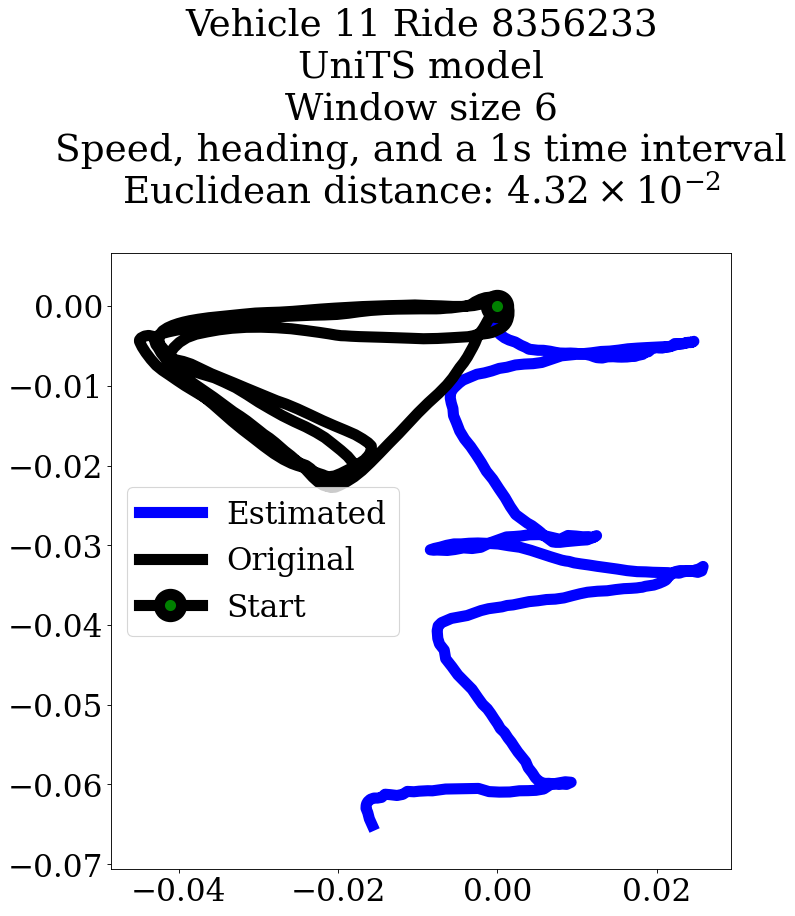 Vehicle 11 Ride 8356233
UniTS model
Window size 6
Speed, heading, and a 1s time interval
Euclidean distance: 4.32 × 10⁻²
0.00
−0.01
−0.02
−0.03
−0.04
−0.05
−0.06
−0.07
Estimated
Original
Start
−0.04
−0.02
0.00
0.02